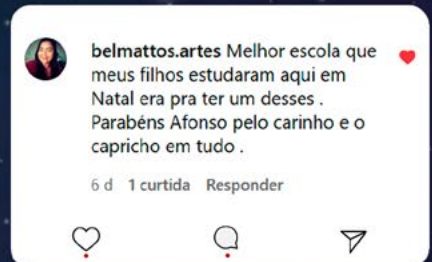 belmattos.artes Melhor escola que
meus filhos estudaram aqui em
Natal era pra ter um desses .
Parabéns Afonso pelo carinho e o
capricho em tudo .
6 d 1 curtida Responder